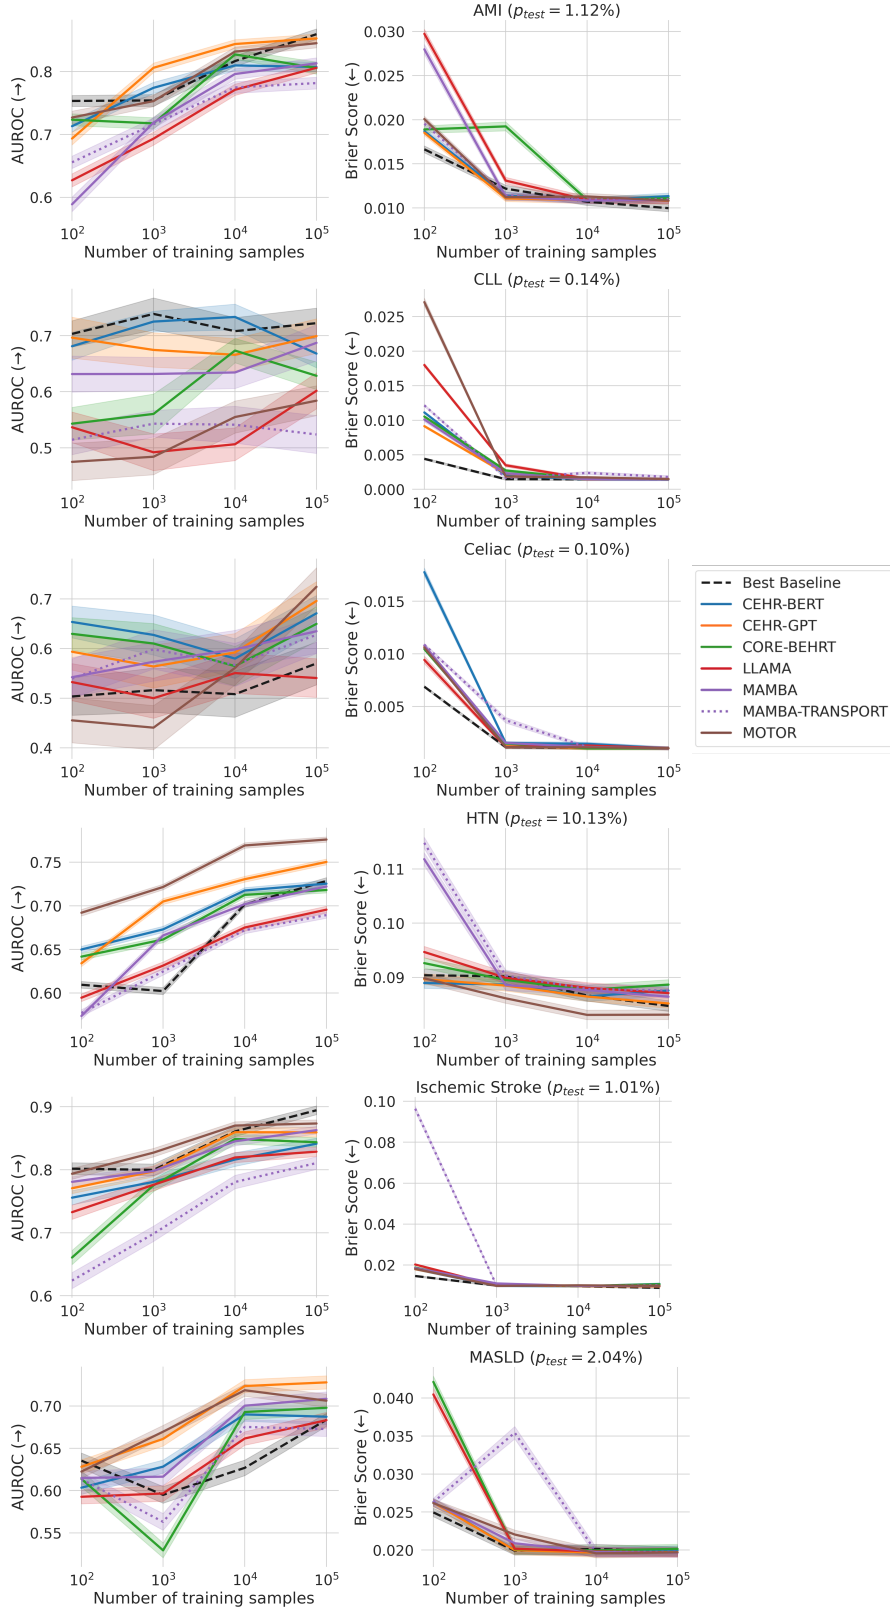 AMI (p_test = 1.12%)
AUROC (→)
0.8
0.7
0.6
10^2 10^3 10^4 10^5
Number of training samples
Brier Score (←)
0.030
0.025
0.020
0.015
0.010
10^2 10^3 10^4 10^5
Number of training samples
CLL (p_test = 0.14%)
AUROC (→)
0.7
0.6
0.5
10^2 10^3 10^4 10^5
Number of training samples
Brier Score (←)
0.025
0.020
0.015
0.010
0.005
0.000
10^2 10^3 10^4 10^5
Number of training samples
Celiac (p_test = 0.10%)
AUROC (→)
0.7
0.6
0.5
0.4
10^2 10^3 10^4 10^5
Number of training samples
Brier Score (←)
0.015
0.010
0.005
10^2 10^3 10^4 10^5
Number of training samples
Best Baseline
CEHR-BERT
CEHR-GPT
CORE-BEHRT
LLAMA
MAMBA
MAMBA-TRANSPORT
MOTOR
HTN (p_test = 10.13%)
AUROC (→)
0.75
0.70
0.65
0.60
10^2 10^3 10^4 10^5
Number of training samples
Brier Score (←)
0.11
0.10
0.09
10^2 10^3 10^4 10^5
Number of training samples
Ischemic Stroke (p_test = 1.01%)
AUROC (→)
0.9
0.8
0.7
0.6
10^2 10^3 10^4 10^5
Number of training samples
Brier Score (←)
0.10
0.08
0.06
0.04
0.02
10^2 10^3 10^4 10^5
Number of training samples
MASLD (p_test = 2.04%)
AUROC (→)
0.70
0.65
0.60
0.55
10^2 10^3 10^4 10^5
Number of training samples
Brier Score (←)
0.040
0.035
0.030
0.025
0.020
10^2 10^3 10^4 10^5
Number of training samples